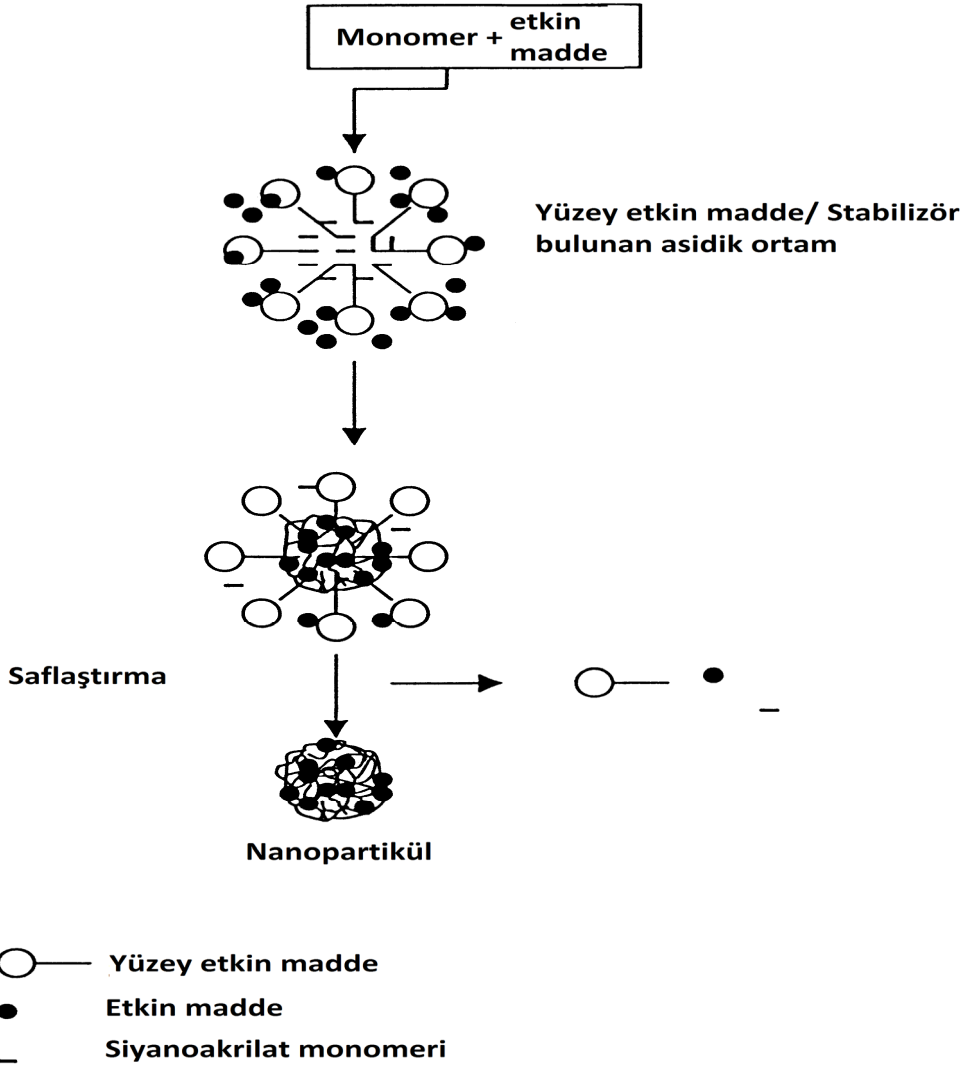 Monomer + etkin madde
Yüzey etkin madde/ Stabilizör
bulunan asidik ortam
Saflaştırma
Nanopartikül
Yüzey etkin madde
Etkin madde
Siyanoakrilat monomeri